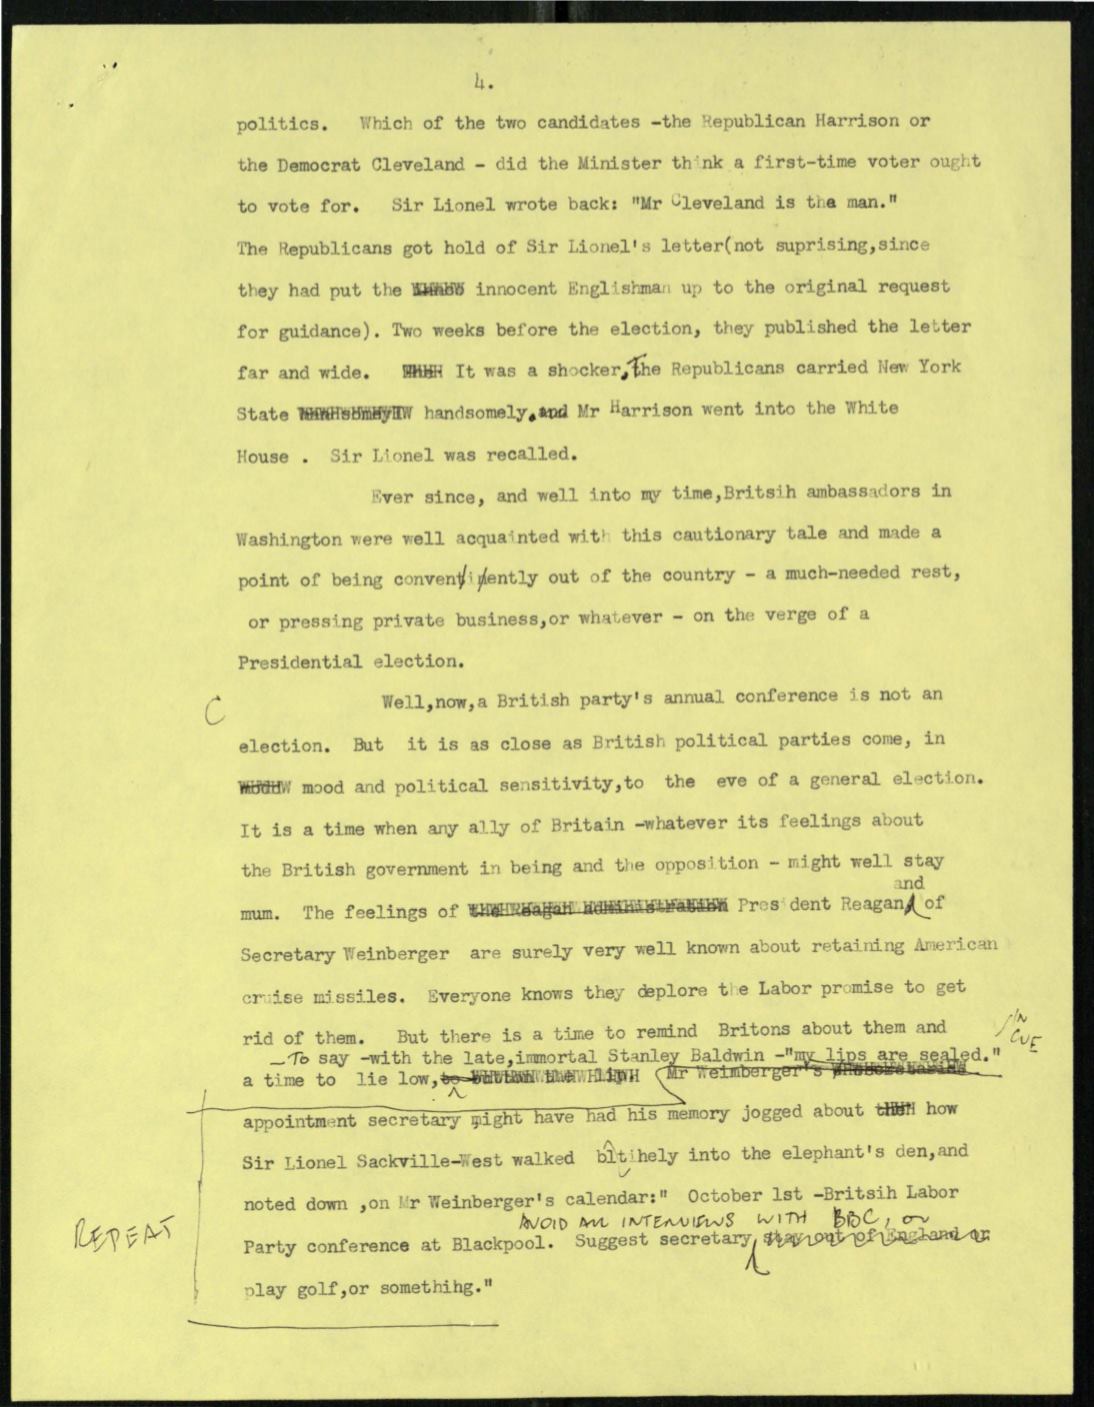 4.
politics. Which of the two candidates -the Republican Harrison or
the Democrat Cleveland - did the Minister think a first-time voter ought
to vote for. Sir Lionel wrote back: "Mr Cleveland is the man."
The Republicans got hold of Sir Lionel's letter(not suprising,since
they had put the innocent Englishman up to the original request
for guidance). Two weeks before the election, they published the letter
far and wide. It was a shocker, The Republicans carried New York
State handsomely. and Mr Harrison went into the White
House . Sir Lionel was recalled.
Ever since, and well into my time,Britsih ambassadors in
Washington were well acquainted with this cautionary tale and made a
point of being conveniently out of the country - a much-needed rest,
or pressing private business,or whatever - on the verge of a
Presidential election.
C
Well,now,a British party's annual conference is not an
election. But it is as close as British political parties come, in
mood and political sensitivity,to the eve of a general election.
It is a time when any ally of Britain -whatever its feelings about
the British government in being and the opposition - might well stay
and
mum. The feelings of the Reagan administration President Reagan of
Secretary Weinberger are surely very well known about retaining American
cruise missiles. Everyone knows they deplore the Labor promise to get
rid of them. But there is a time to remind Britons about them and
IN CUE
-To say -with the late,immortal Stanley Baldwin -"my lips are sealed."
a time to lie low,to button the lip. Mr Weimberger's
appointment secretary might have had his memory jogged about how
Sir Lionel Sackville-West walked blithely into the elephant's den,and
noted down ,on Mr Weinberger's calendar:" October 1st -Britsih Labor
REPEAT
AVOID ALL INTERVIEWS WITH BBC, or
Party conference at Blackpool. Suggest secretary stay out of England or
play golf,or somethihg."